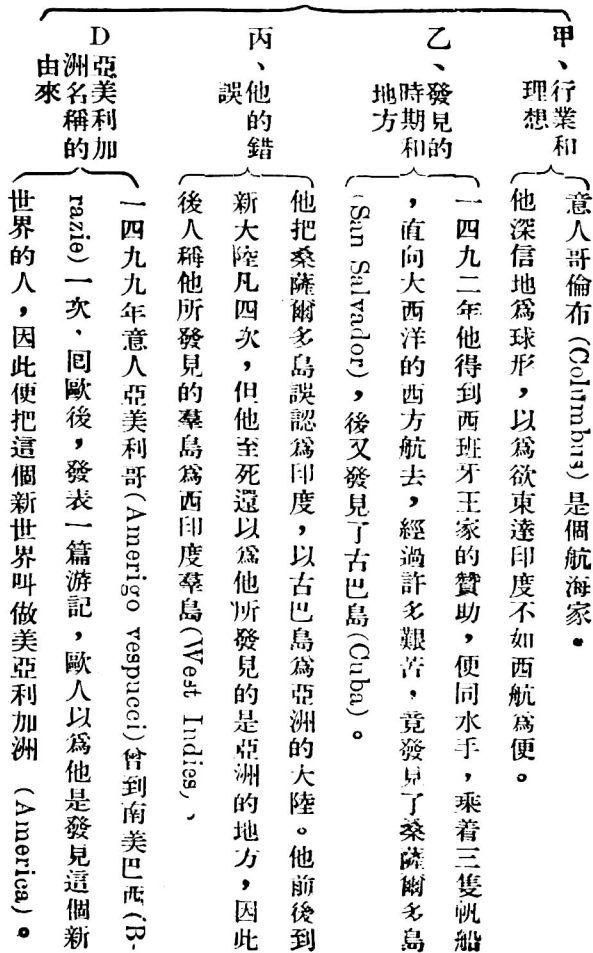 甲、行業和
理想
意人哥倫布(Columbus)是個航海家。
他深信地為球形，以為欲東達印度不如西航為便。
乙、發見的
時期和
地方
一四九二年他得到西班牙王家的贊助，便同水手，乘着三隻帆船
，直向大西洋的西方航去，經過許多艱苦，竟發見了桑薩爾多島
(San Salvador)，後又發見了古巴島(Cuba)。
丙、他的錯
誤
他把桑薩爾多島誤認為印度，以古巴島為亞洲的大陸。他前後到
新大陸凡四次，但他至死還以為他所發見的是亞洲的地方，因此
後人稱他所發見的羣島為西印度羣島(West Indies,、
D 亞美利加
洲名稱的
由來
一四九九年意人亞美利哥(Amerigo vespucci)曾到南美巴西(B-
razie)一次、囘歐後，發表一篇游記，歐人以為他是發見這個新
世界的人，因此便把這個新世界叫做美亞利加洲 (America)。